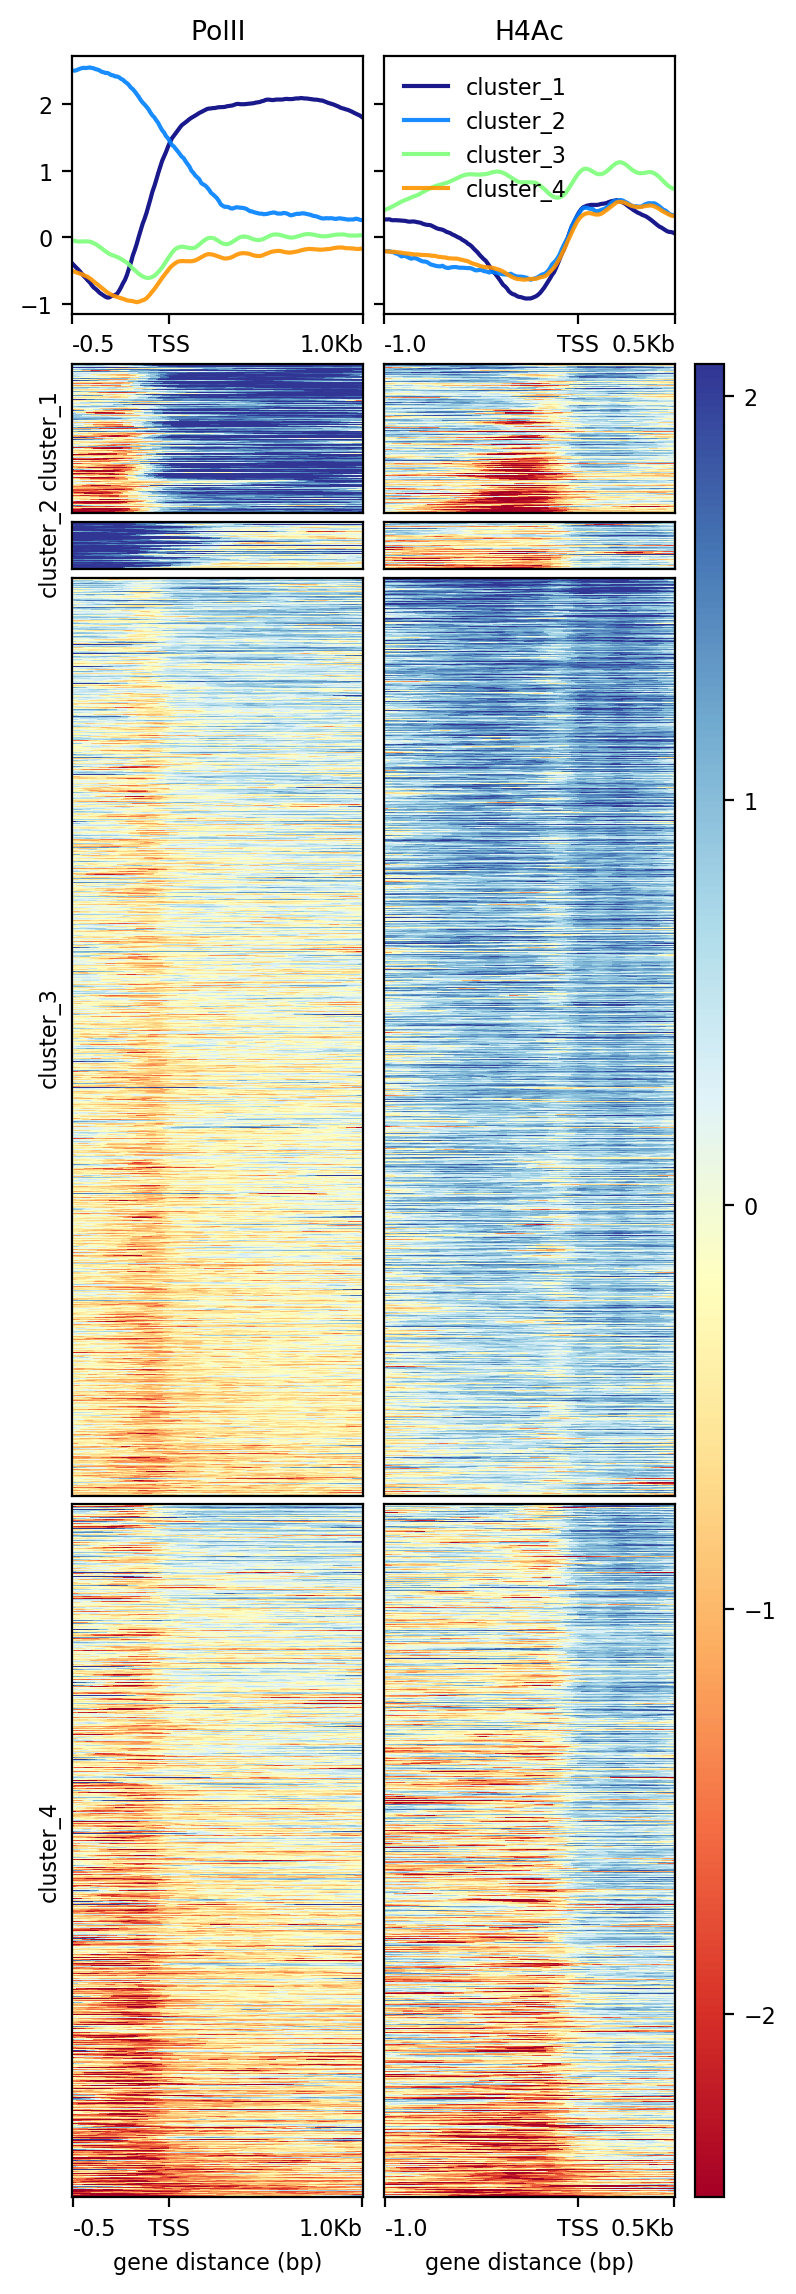 PolII H4Ac
2
1
0
−1
cluster_1
cluster_2
cluster_3
cluster_4
-0.5 TSS 1.0Kb -1.0 TSS 0.5Kb
cluster_1
cluster_2
cluster_3
cluster_4
2
1
0
−1
−2
-0.5 TSS 1.0Kb -1.0 TSS 0.5Kb
gene distance (bp) gene distance (bp)